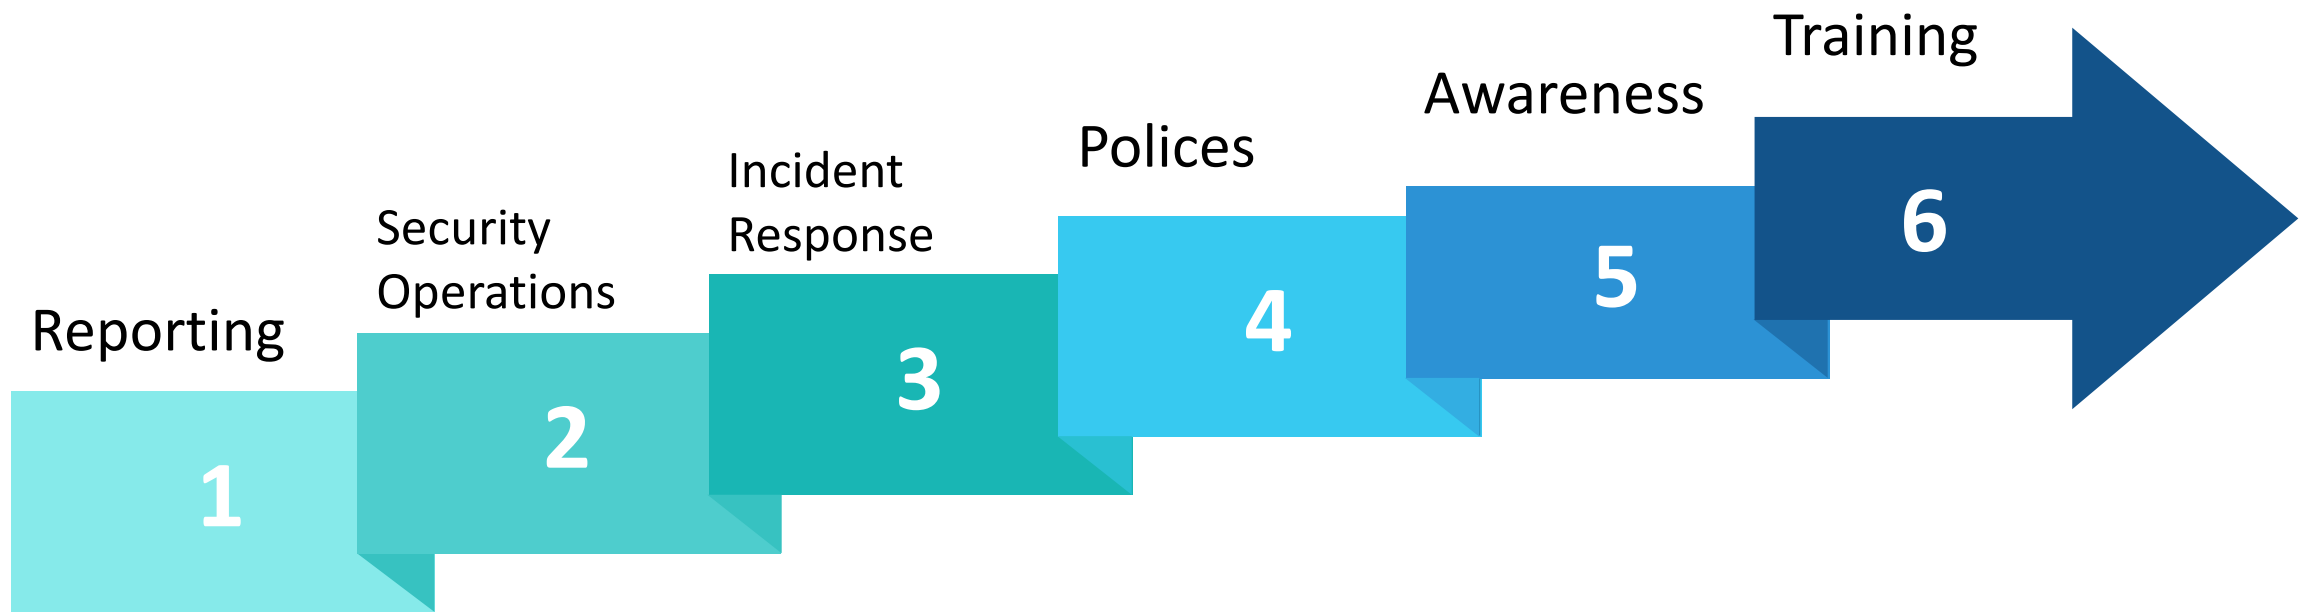 Reporting
1
Security
Operations
2
Incident
Response
3
Polices
4
Awareness
5
Training
6